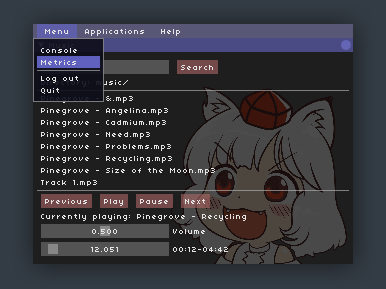 Menu Applications Help
Console
Metrics
Log out
Quit
Search
music/
&.mp3
Pinegrove - Angelina.mp3
Pinegrove - Cadmium.mp3
Pinegrove - Need.mp3
Pinegrove - Problems.mp3
Pinegrove - Recycling.mp3
Pinegrove - Size of the Moon.mp3
Track 1.mp3
Previous Play Pause Next
Currently playing: Pinegrove - Recycling
0.500 Volume
12.051 00:12-04:42